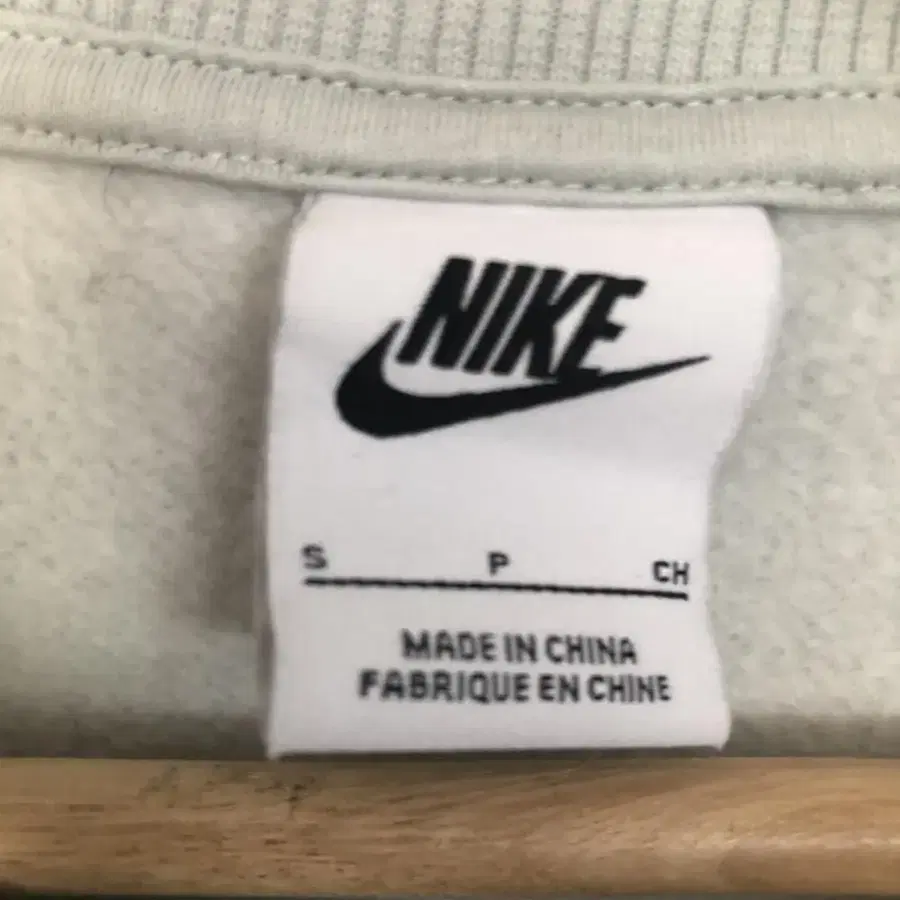 NIKE
S P CH
MADE IN CHINA
FABRIQUE EN CHINE